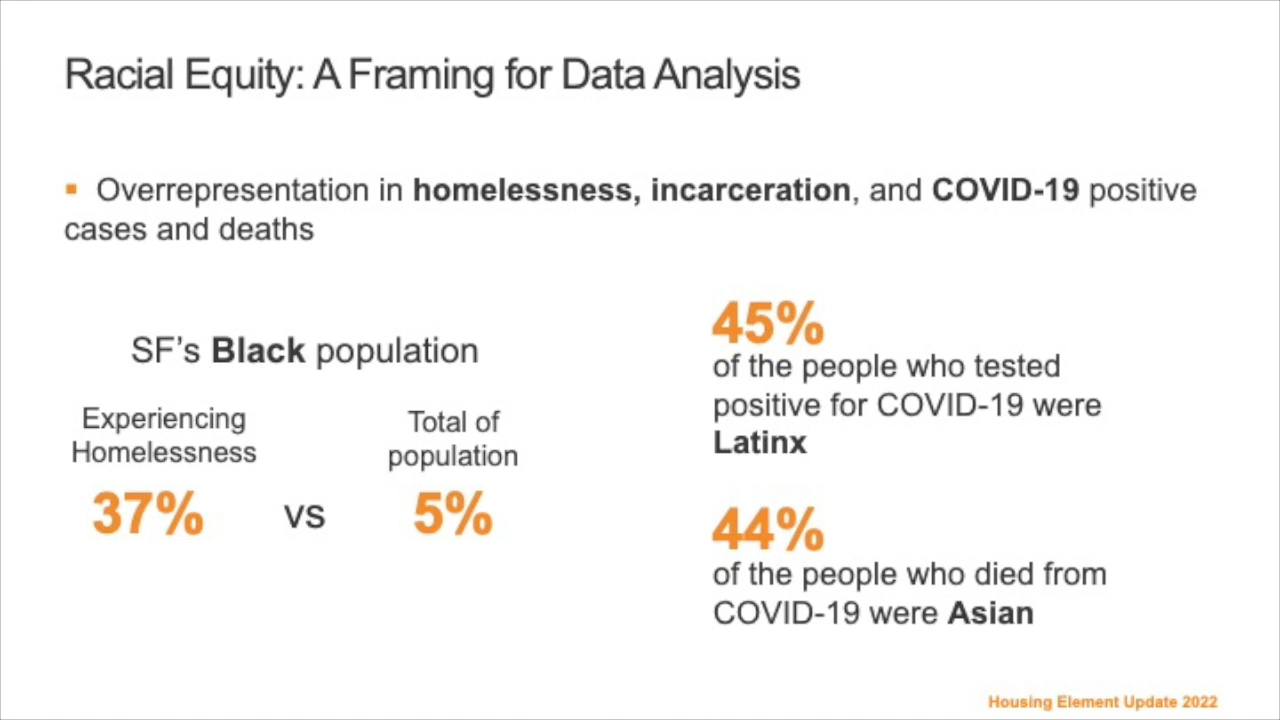 Racial Equity: A Framing for Data Analysis
▪ Overrepresentation in homelessness, incarceration, and COVID-19 positive
cases and deaths
SF's Black population
Experiencing
Homelessness
37%
vs
Total of
population
5%
45%
of the people who tested
positive for COVID-19 were
Latinx
44%
of the people who died from
COVID-19 were Asian
Housing Element Update 2022